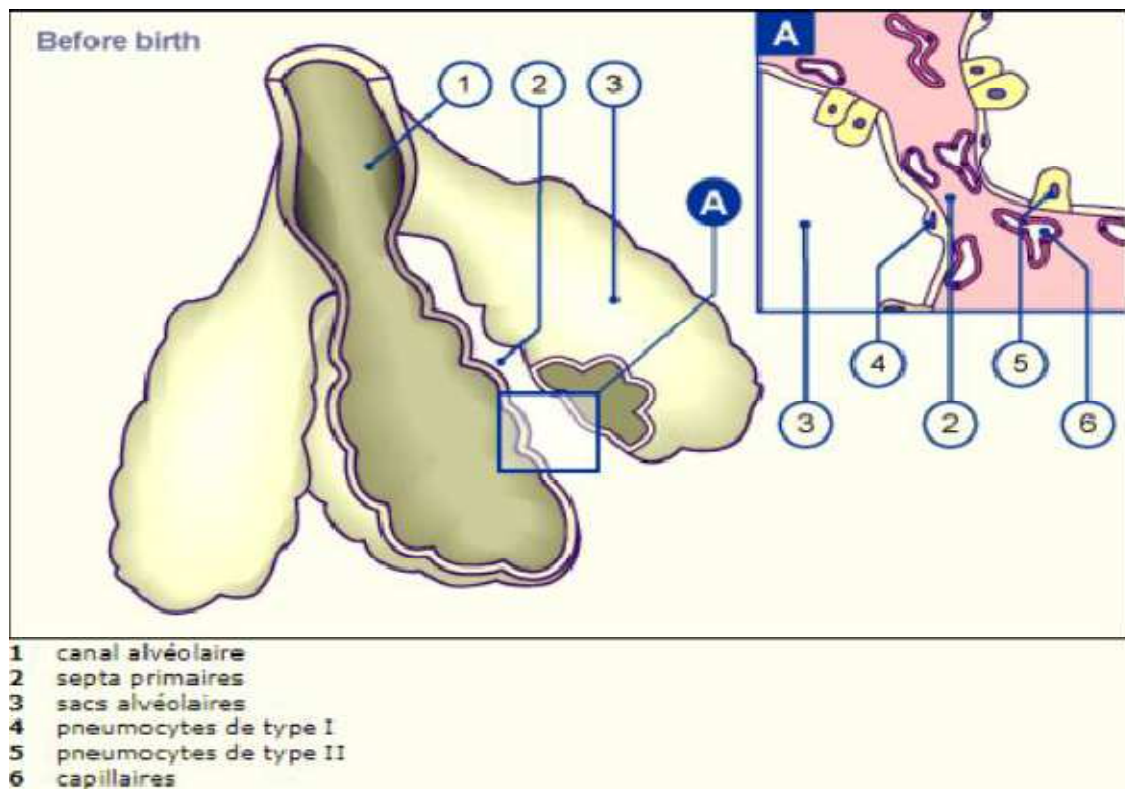 Before birth
A
1 2 3
A
4 5 6
3 2
1 canal alvéolaire
2 septa primaires
3 sacs alvéolaires
4 pneumocytes de type I
5 pneumocytes de type II
6 capillaires